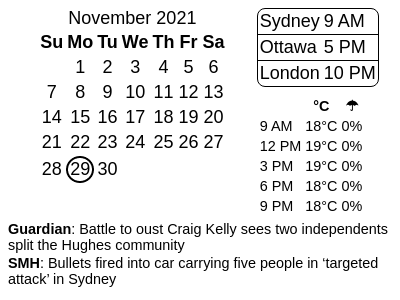 November 2021
Su Mo Tu We Th Fr Sa
1 2 3 4 5 6
7 8 9 10 11 12 13
14 15 16 17 18 19 20
21 22 23 24 25 26 27
28 29 30
Sydney 9 AM
Ottawa 5 PM
London 10 PM
°C ☂
9 AM 18°C 0%
12 PM 19°C 0%
3 PM 19°C 0%
6 PM 18°C 0%
9 PM 18°C 0%
Guardian: Battle to oust Craig Kelly sees two independents
split the Hughes community
SMH: Bullets fired into car carrying five people in ‘targeted
attack’ in Sydney